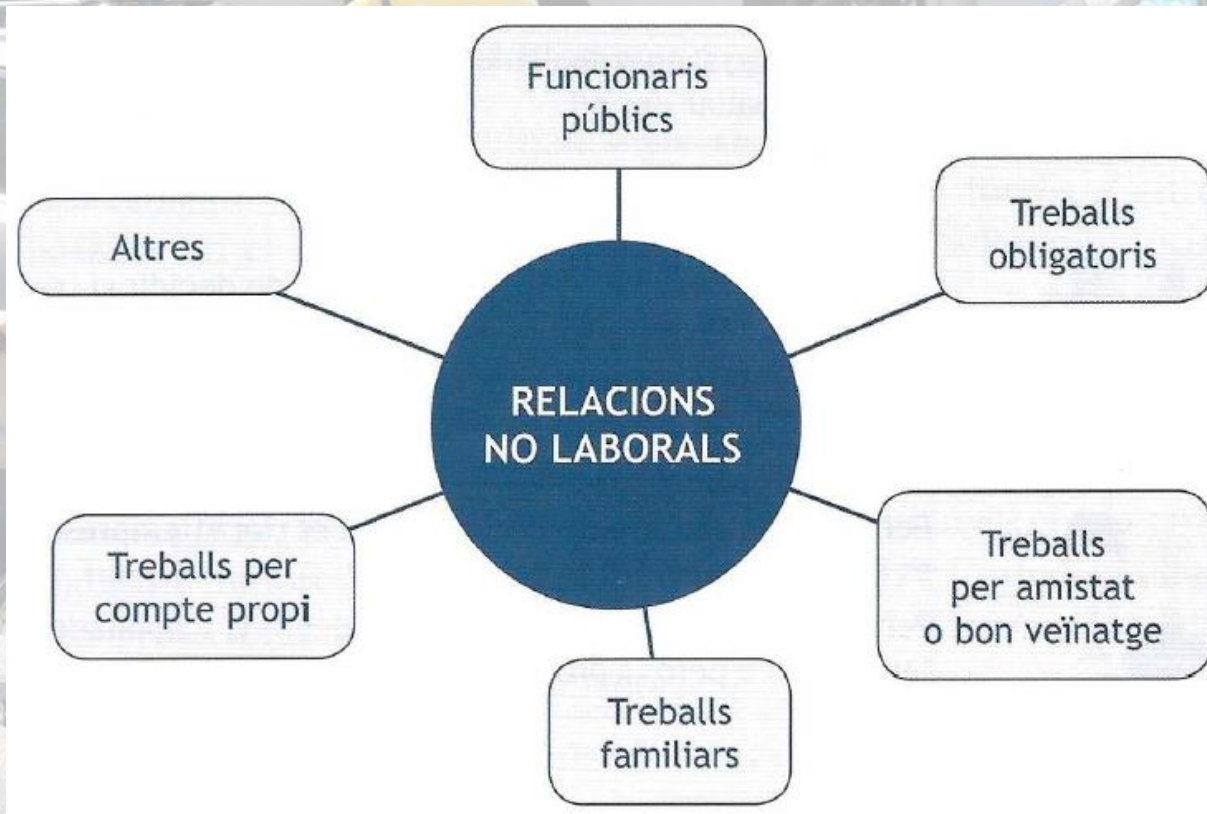 Funcionaris
públics
Altres
Treballs
obligatoris
RELACIONS
NO LABORALS
Treballs per
compte propi
Treballs
per amistat
o bon veïnatge
Treballs
familiars